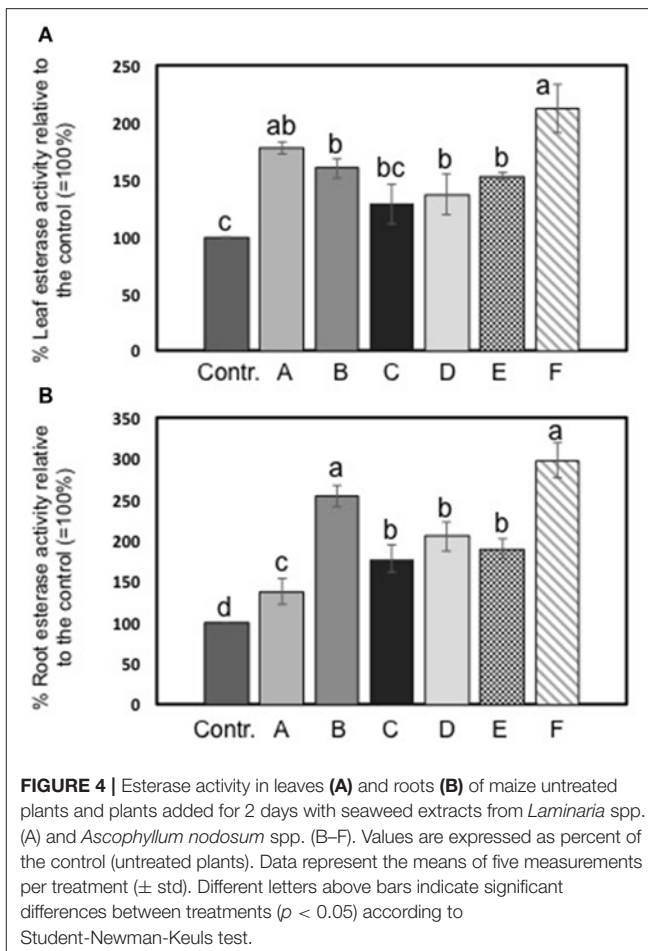 A
% Leaf esterase activity relative to
the control (=100%)
250
200
150
100
50
0
c
ab
b
bc
b
b
a
Contr. A B C D E F
B
% Root esterase activity relative
to the control (=100%)
350
300
250
200
150
100
50
0
d
c
a
b
b
b
a
Contr. A B C D E F
FIGURE 4 | Esterase activity in leaves (A) and roots (B) of maize untreated
plants and plants added for 2 days with seaweed extracts from Laminaria spp.
(A) and Ascophyllum nodosum spp. (B–F). Values are expressed as percent of
the control (untreated plants). Data represent the means of five measurements
per treatment (± std). Different letters above bars indicate significant
differences between treatments (p < 0.05) according to
Student-Newman-Keuls test.